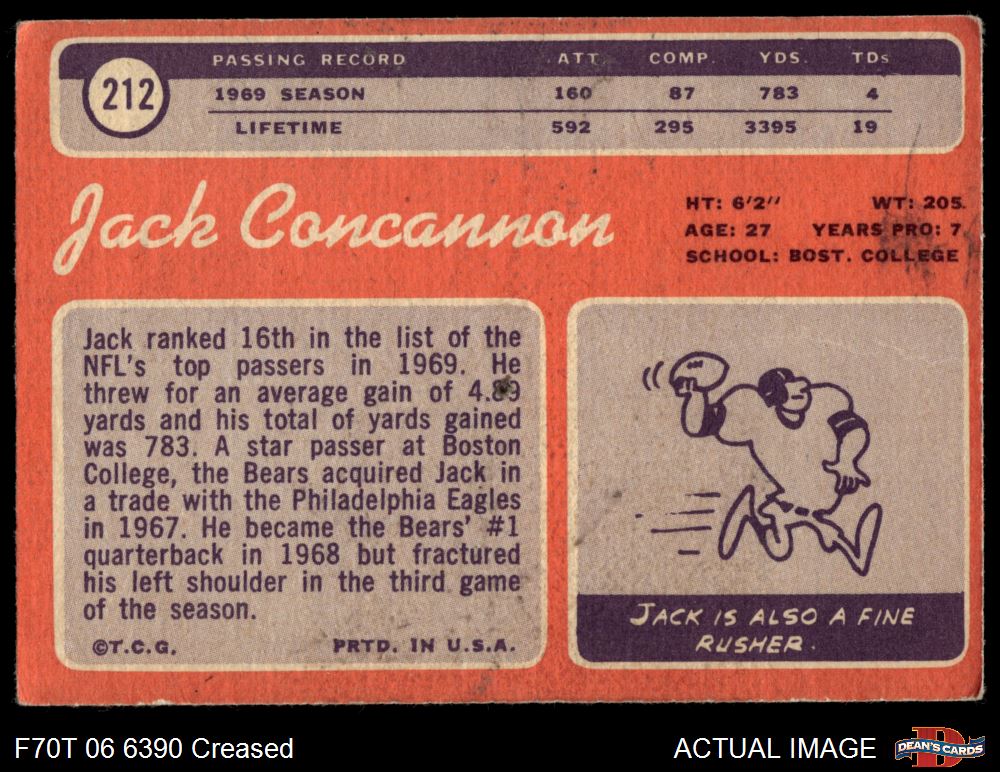 PASSING RECORD ATT. COMP. YDS. TDs
212
1969 SEASON 160 87 783 4
LIFETIME 592 295 3395 19
Jack Concannon
HT: 6'2" WT: 205.
AGE: 27 YEARS PRO: 7.
SCHOOL: BOST. COLLEGE
Jack ranked 16th in the list of the
NFL's top passers in 1969. He
threw for an average gain of 4.89
yards and his total of yards gained
was 783. A star passer at Boston
College, the Bears acquired Jack in
a trade with the Philadelphia Eagles
in 1967. He became the Bears' #1
quarterback in 1968 but fractured
his left shoulder in the third game
of the season.
©T.C.G. PRTD. IN U.S.A.
JACK IS ALSO A FINE
RUSHER.
F70T 06 6390 Creased
ACTUAL IMAGE
DEAN'S CARDS